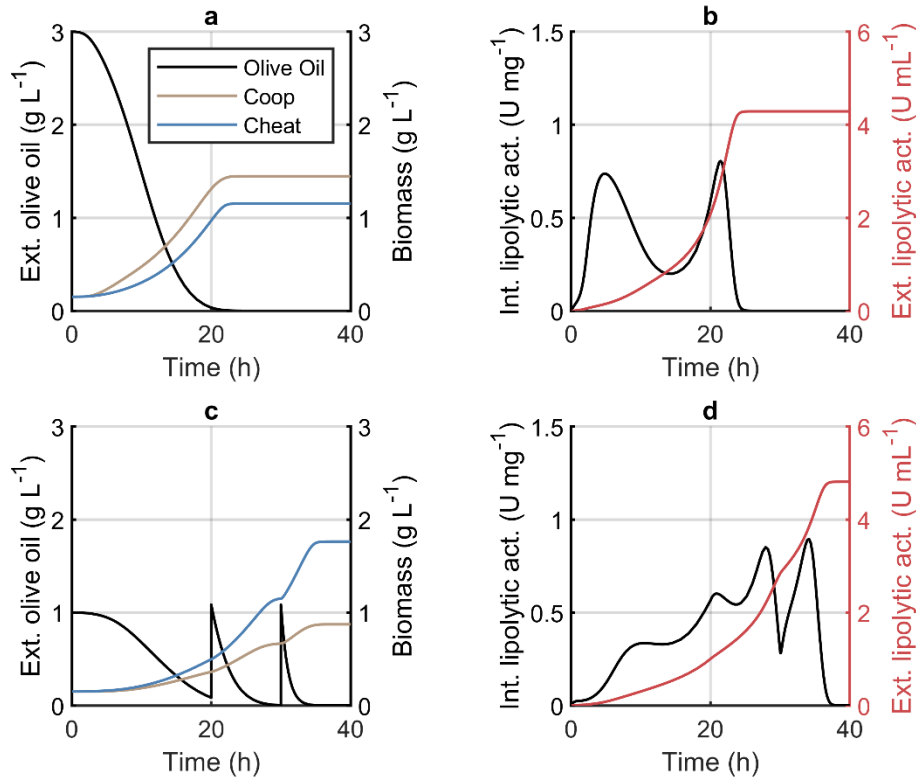 a
Ext. olive oil (g L⁻¹)
3
2
1
0
Olive Oil
Coop
Cheat
3
2
1
0
Biomass (g L⁻¹)
0
20
40
Time (h)
b
Int. lipolytic act. (U mg⁻¹)
1.5
1
0.5
0
6
4
2
0
Ext. lipolytic act. (U mL⁻¹)
0
20
40
Time (h)
c
Ext. olive oil (g L⁻¹)
3
2
1
0
3
2
1
0
Biomass (g L⁻¹)
0
20
40
Time (h)
d
Int. lipolytic act. (U mg⁻¹)
1.5
1
0.5
0
6
4
2
0
Ext. lipolytic act. (U mL⁻¹)
0
20
40
Time (h)